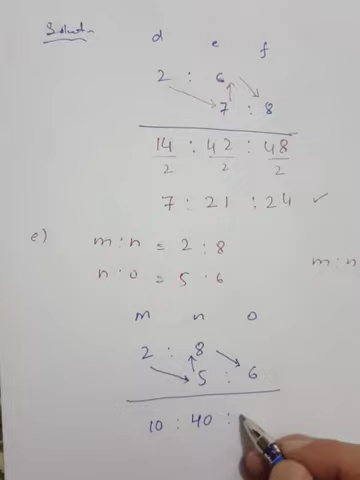 Solution
d e f
2 : 6
7 : 8
14 : 42 : 48
2 2 2
7 : 21 : 24 ✓
e) m : n = 2 : 8
n : o = 5 : 6
m : n
m n o
2 : 8
5 : 6
10 : 40 :